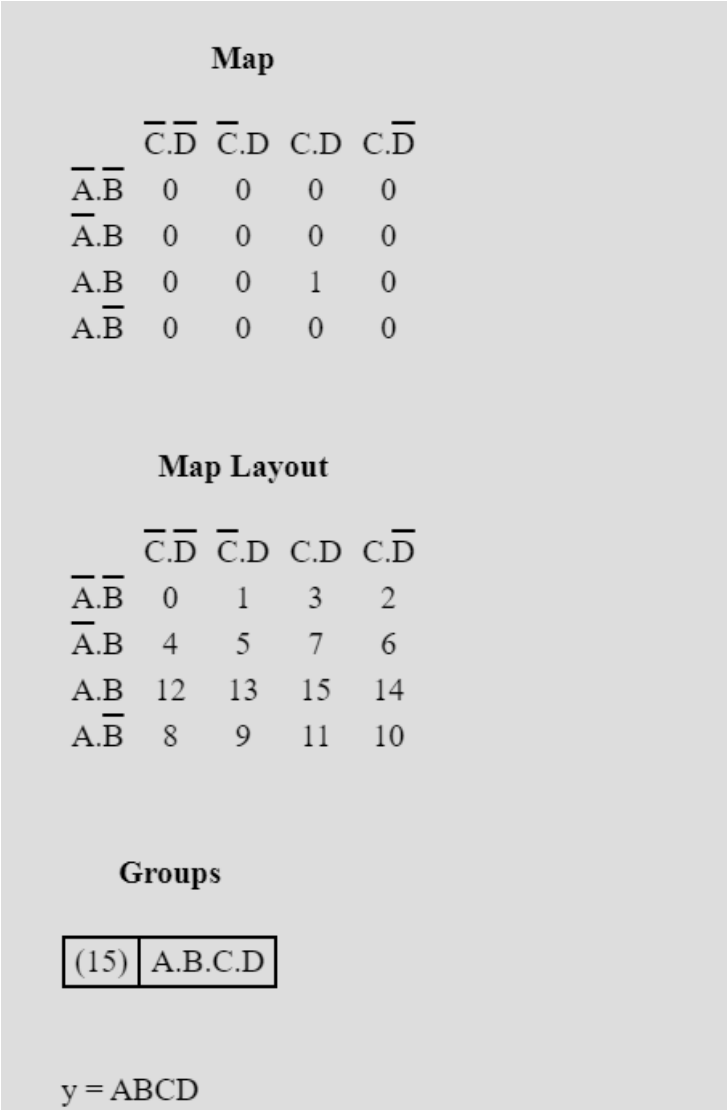 Map
C̅.D̅ C̅.D C.D C.D̅
A̅.B̅ 0 0 0 0
A̅.B 0 0 0 0
A.B 0 0 1 0
A.B̅ 0 0 0 0
Map Layout
C̅.D̅ C̅.D C.D C.D̅
A̅.B̅ 0 1 3 2
A̅.B 4 5 7 6
A.B 12 13 15 14
A.B̅ 8 9 11 10
Groups
(15) A.B.C.D
y = ABCD